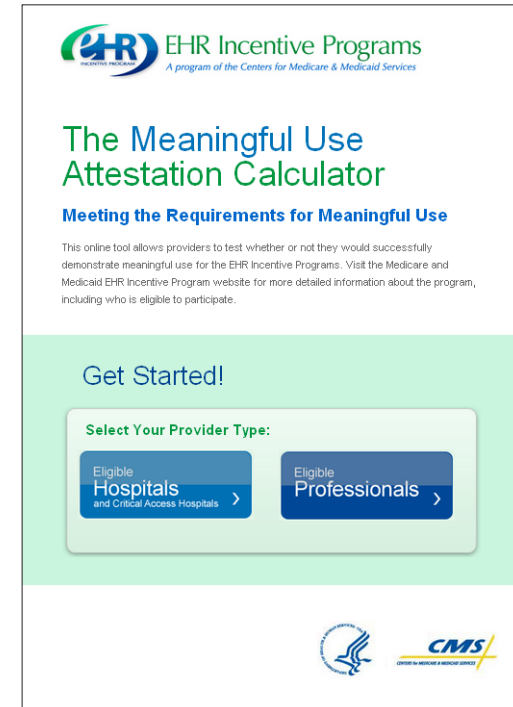 eHR
INCENTIVE PROGRAM
EHR Incentive Programs
A program of the Centers for Medicare & Medicaid Services
The Meaningful Use
Attestation Calculator
Meeting the Requirements for Meaningful Use
This online tool allows providers to test whether or not they would successfully
demonstrate meaningful use for the EHR Incentive Programs. Visit the Medicare and
Medicaid EHR Incentive Program website for more detailed information about the program,
including who is eligible to participate.
Get Started!
Select Your Provider Type:
Eligible
Hospitals
and Critical Access Hospitals
Eligible
Professionals
CMS
CENTERS for MEDICARE & MEDICAID SERVICES